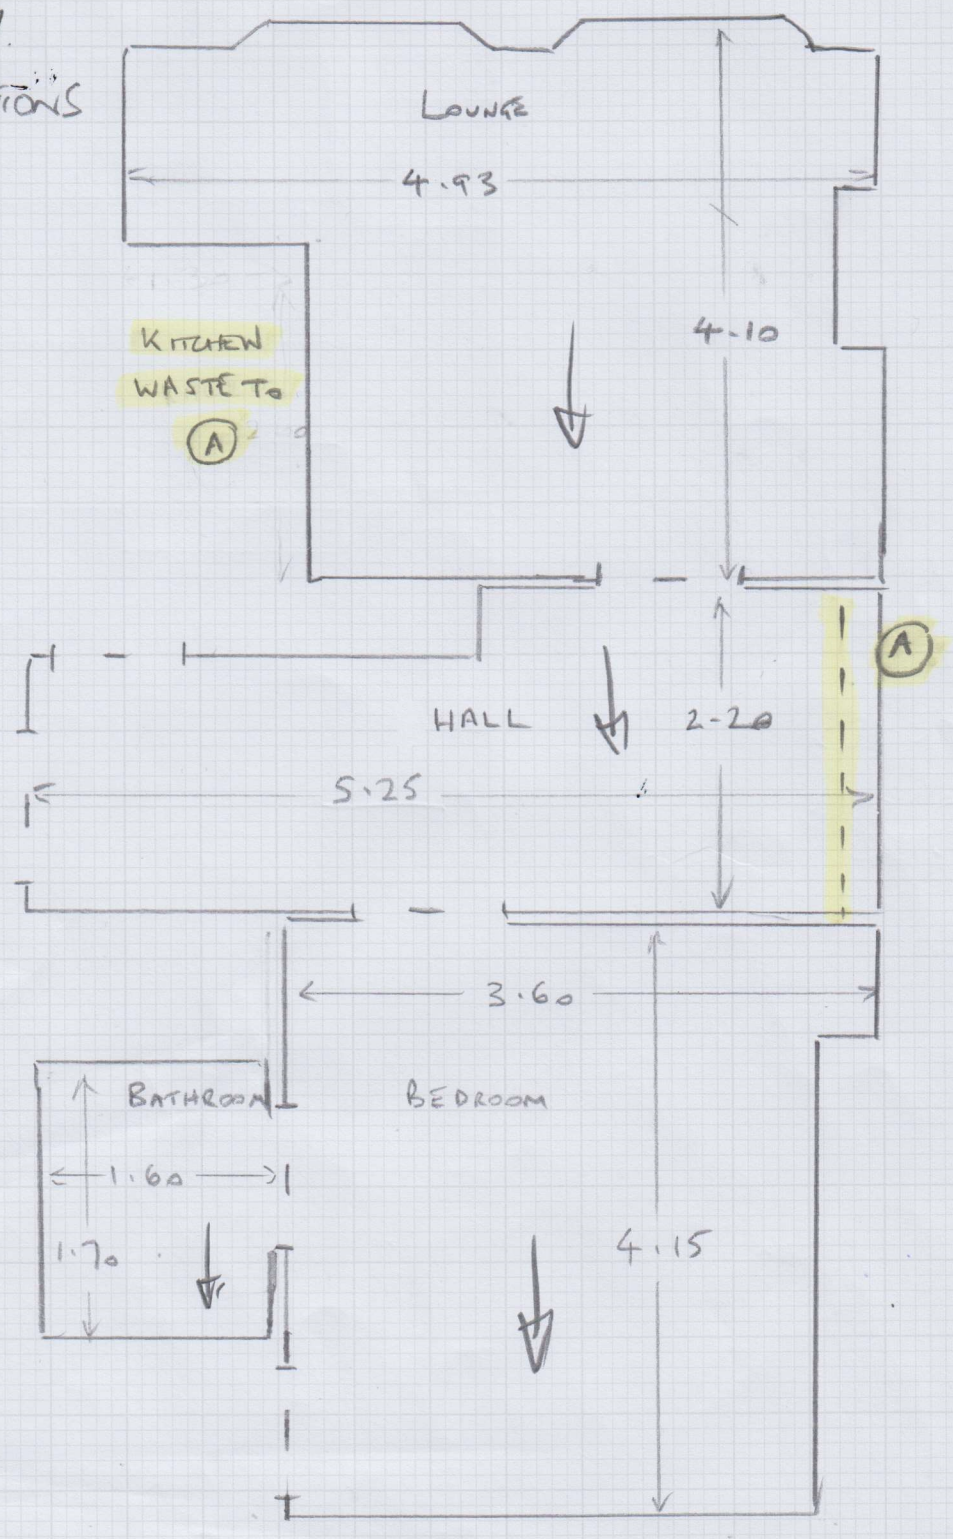 LOUNGE
4.93
KITCHEN
WASTE TO
A
4.10
A
HALL
2-20
5.25
3.60
BATHROOM
BEDROOM
1.60
1.70
4.15